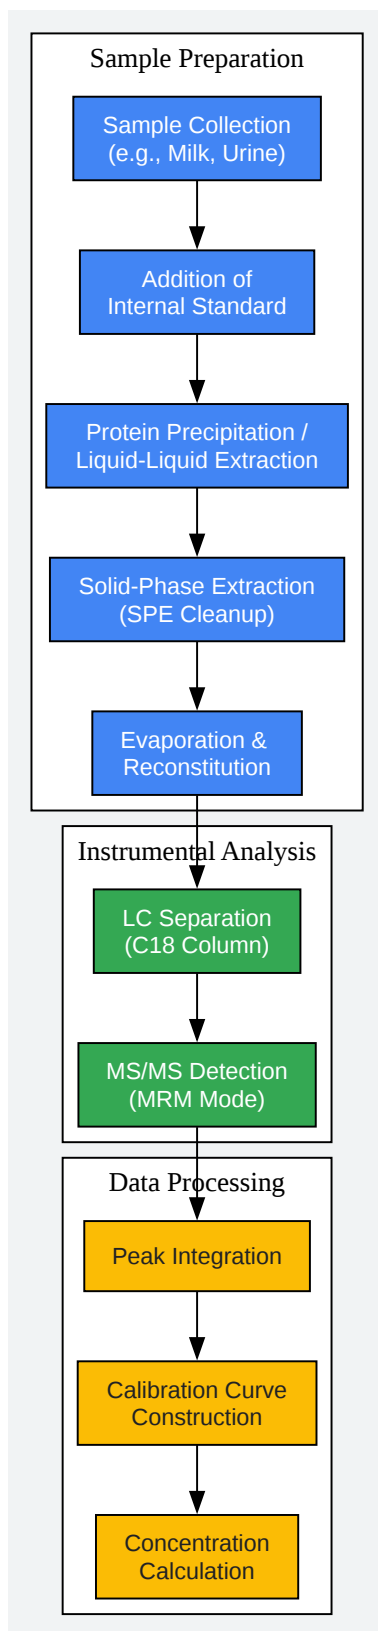 Sample Preparation
Sample Collection
(e.g., Milk, Urine)
Addition of
Internal Standard
Protein Precipitation /
Liquid-Liquid Extraction
Solid-Phase Extraction
(SPE Cleanup)
Evaporation &
Reconstitution
Instrumental Analysis
LC Separation
(C18 Column)
MS/MS Detection
(MRM Mode)
Data Processing
Peak Integration
Calibration Curve
Construction
Concentration
Calculation